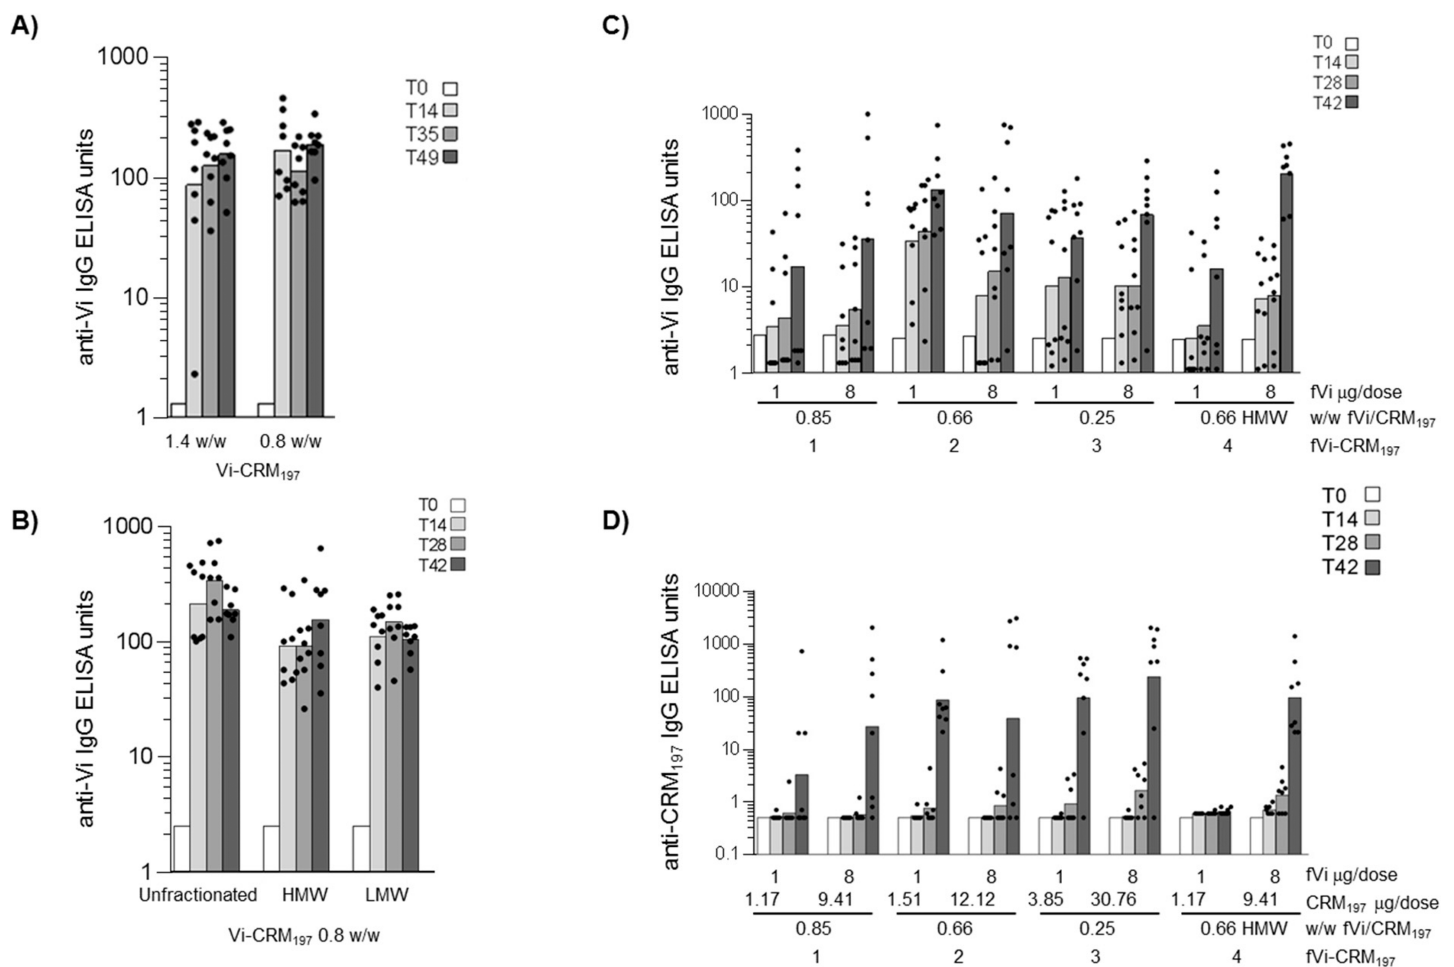 A)
1000
100
10
1
anti-Vi IgG ELISA units
T0
T14
T35
T49
1.4 w/w
0.8 w/w
Vi-CRM197
B)
1000
100
10
1
anti-Vi IgG ELISA units
T0
T14
T28
T42
Unfractionated HMW LMW
Vi-CRM197 0.8 w/w
C)
1000
100
10
1
anti-Vi IgG ELISA units
T0
T14
T28
T42
1 8 1 8 1 8 1 8 fVi µg/dose
0.85 0.66 0.25 0.66 HMW w/w fVi/CRM197
1 2 3 4 fVi-CRM197
D)
10000
1000
100
10
1
0.1
anti-CRM197 IgG ELISA units
T0
T14
T28
T42
1 8 1 8 1 8 1 8 fVi µg/dose
1.17 9.41 1.51 12.12 3.85 30.76 1.17 9.41 CRM197 µg/dose
0.85 0.66 0.25 0.66 HMW w/w fVi/CRM197
1 2 3 4 fVi-CRM197